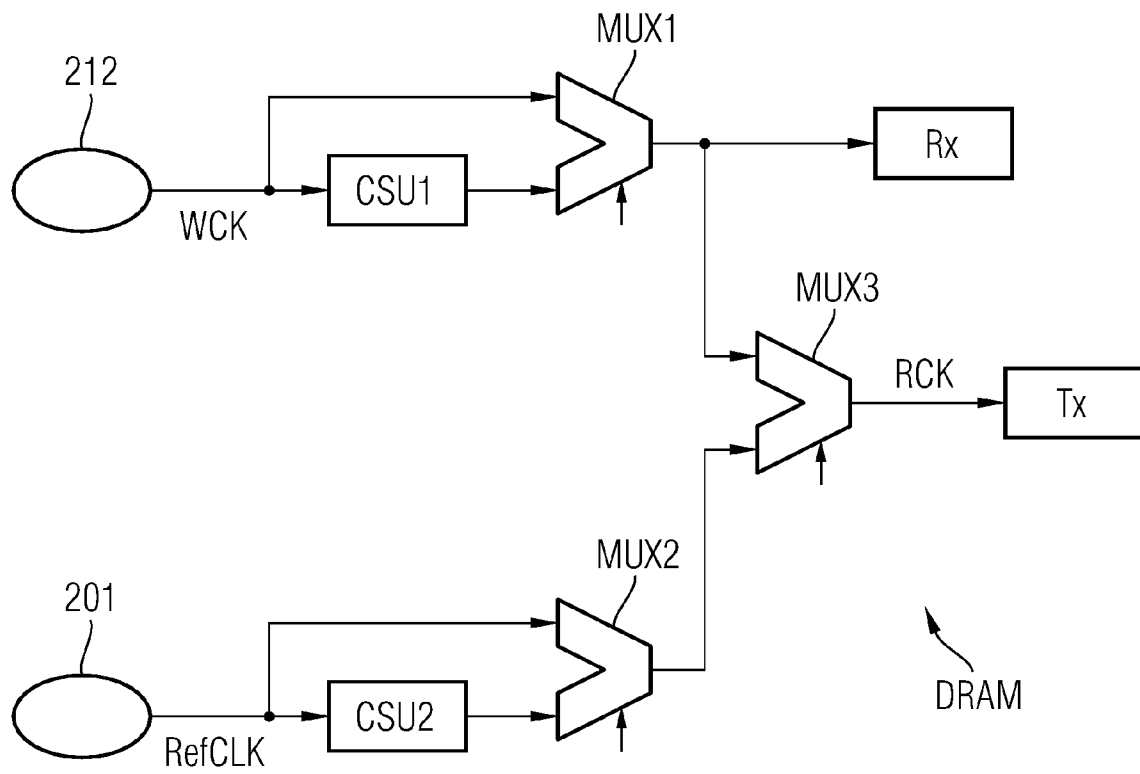 MUX1
212
Rx
CSU1
WCK
MUX3
RCK
Tx
MUX2
201
CSU2
RefCLK
DRAM